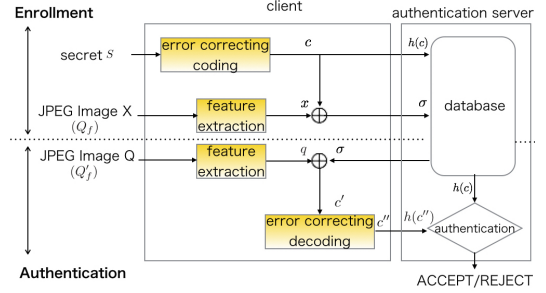 Enrollment
client
authentication server
secret S
error correcting
coding
c
h(c)
JPEG Image X
(Q_f)
feature
extraction
x
σ
database
JPEG Image Q
(Q'_f)
feature
extraction
q
σ
h(c)
c'
error correcting
decoding
c''
h(c'')
authentication
Authentication
ACCEPT/REJECT